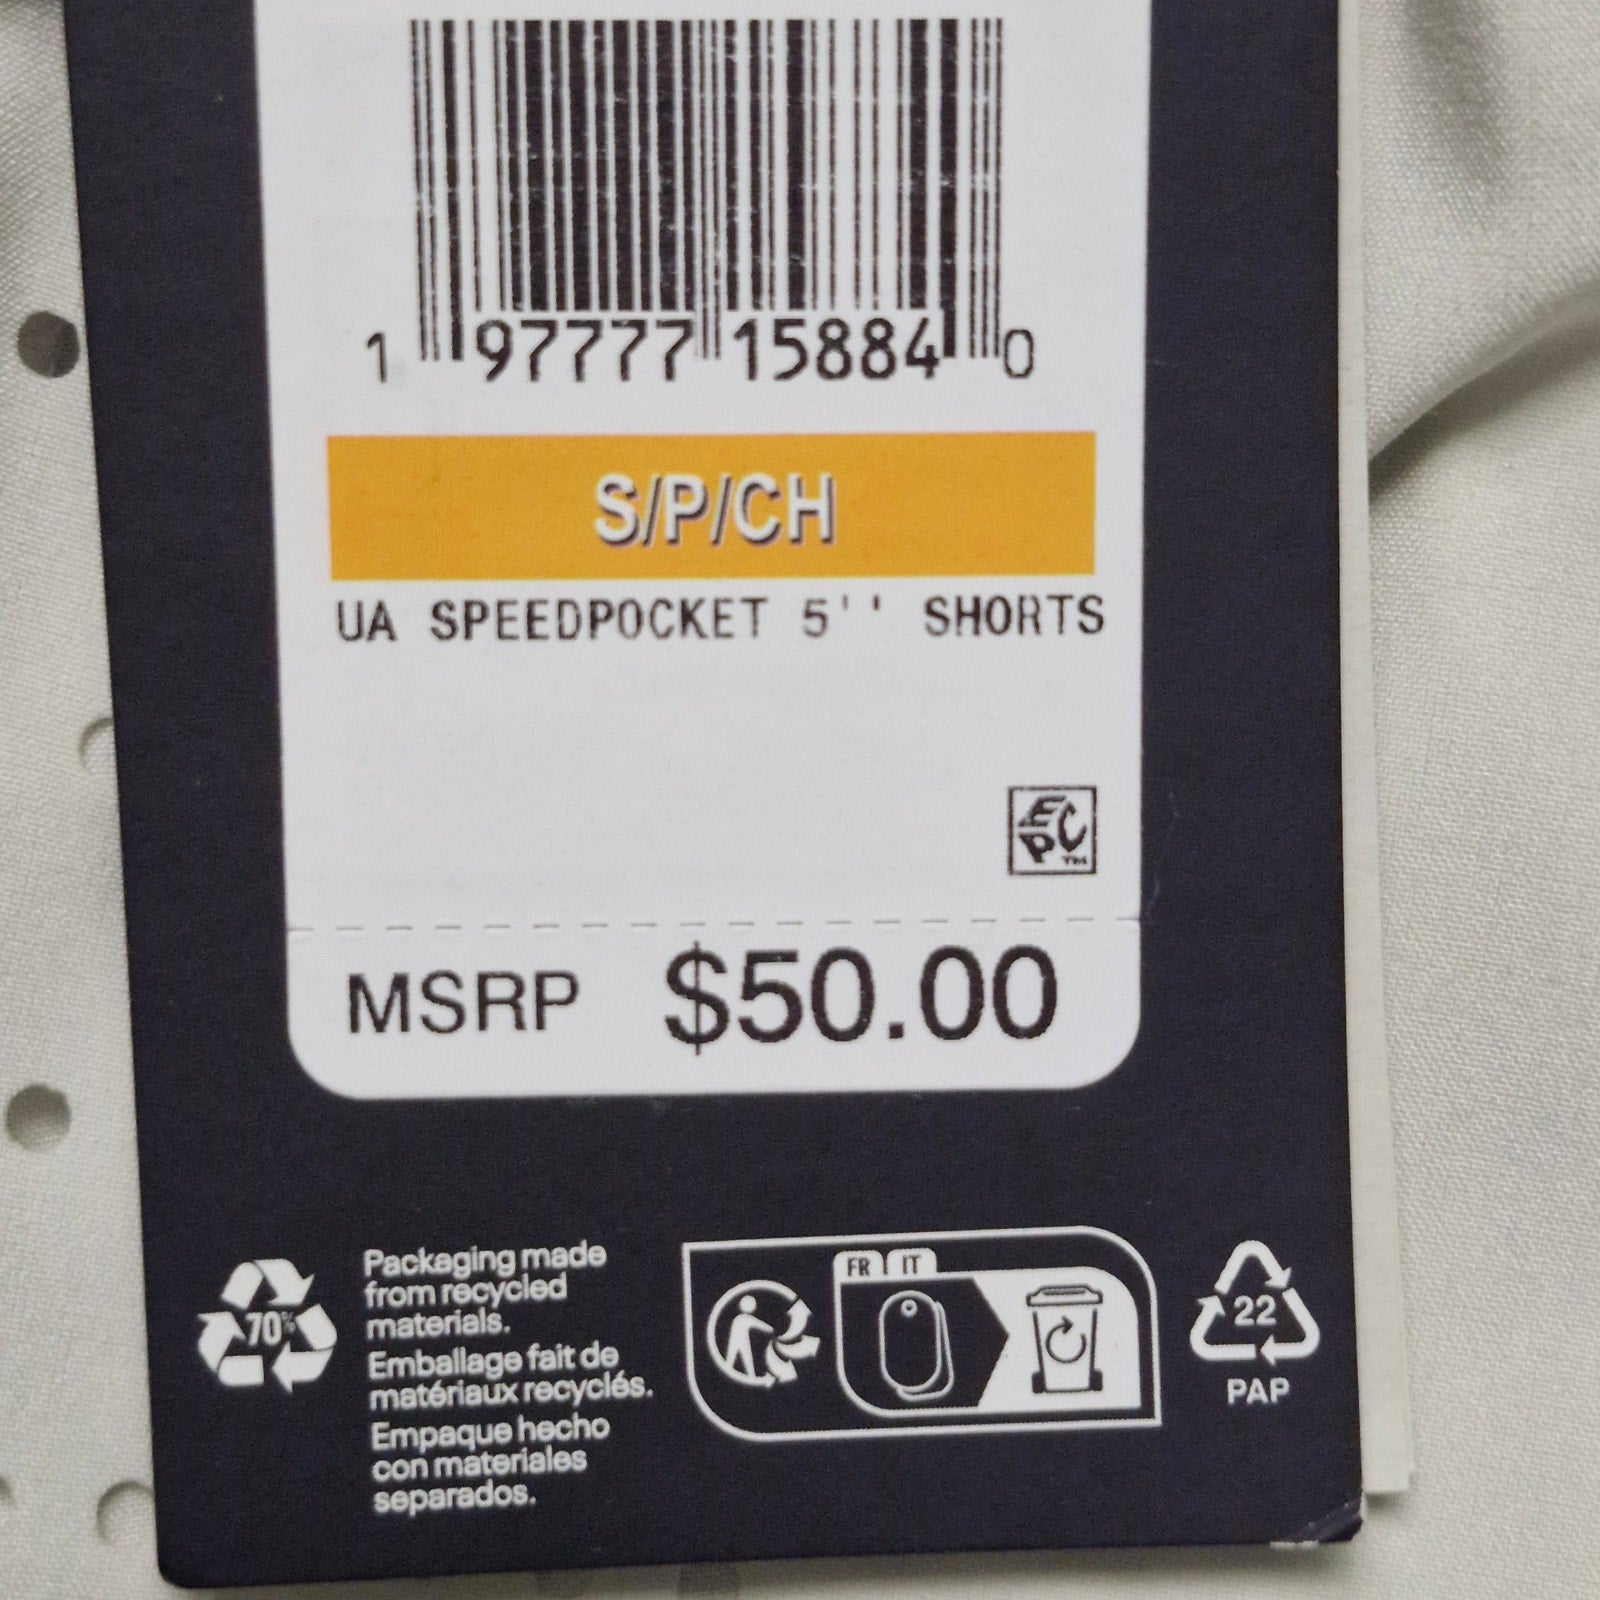 1 97777 15884 0
S/P/CH
UA SPEEDPOCKET 5'' SHORTS
EPC™
MSRP $50.00
70%
Packaging made
from recycled
materials.
Emballage fait de
matériaux recyclés.
Empaque hecho
con materiales
separados.
FR IT
22
PAP